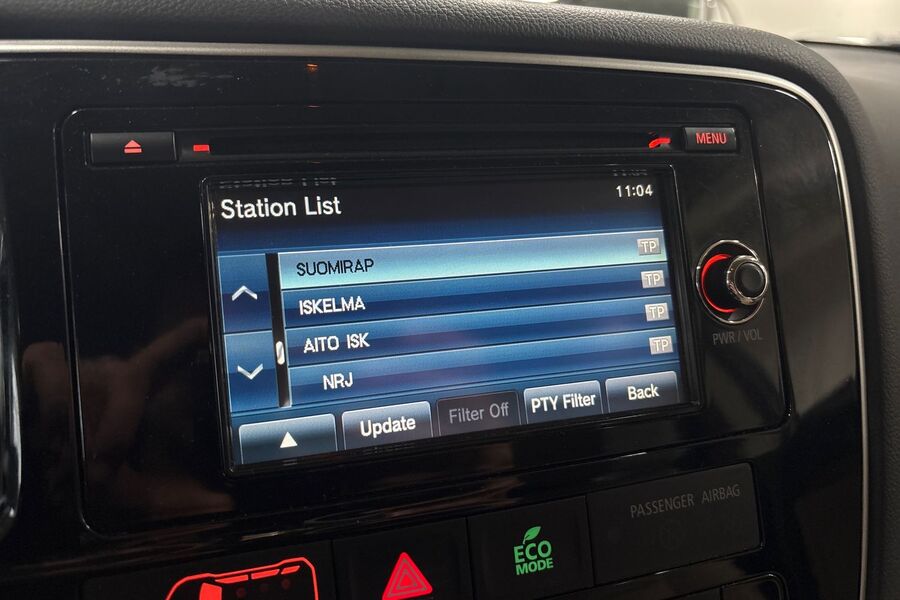 MENU
11:04
Station List
SUOMIRAP TP
ISKELMA TP
AITO ISK TP
NRJ TP
Update Filter Off PTY Filter Back
PWR / VOL
PASSENGER AIRBAG
ECO
MODE